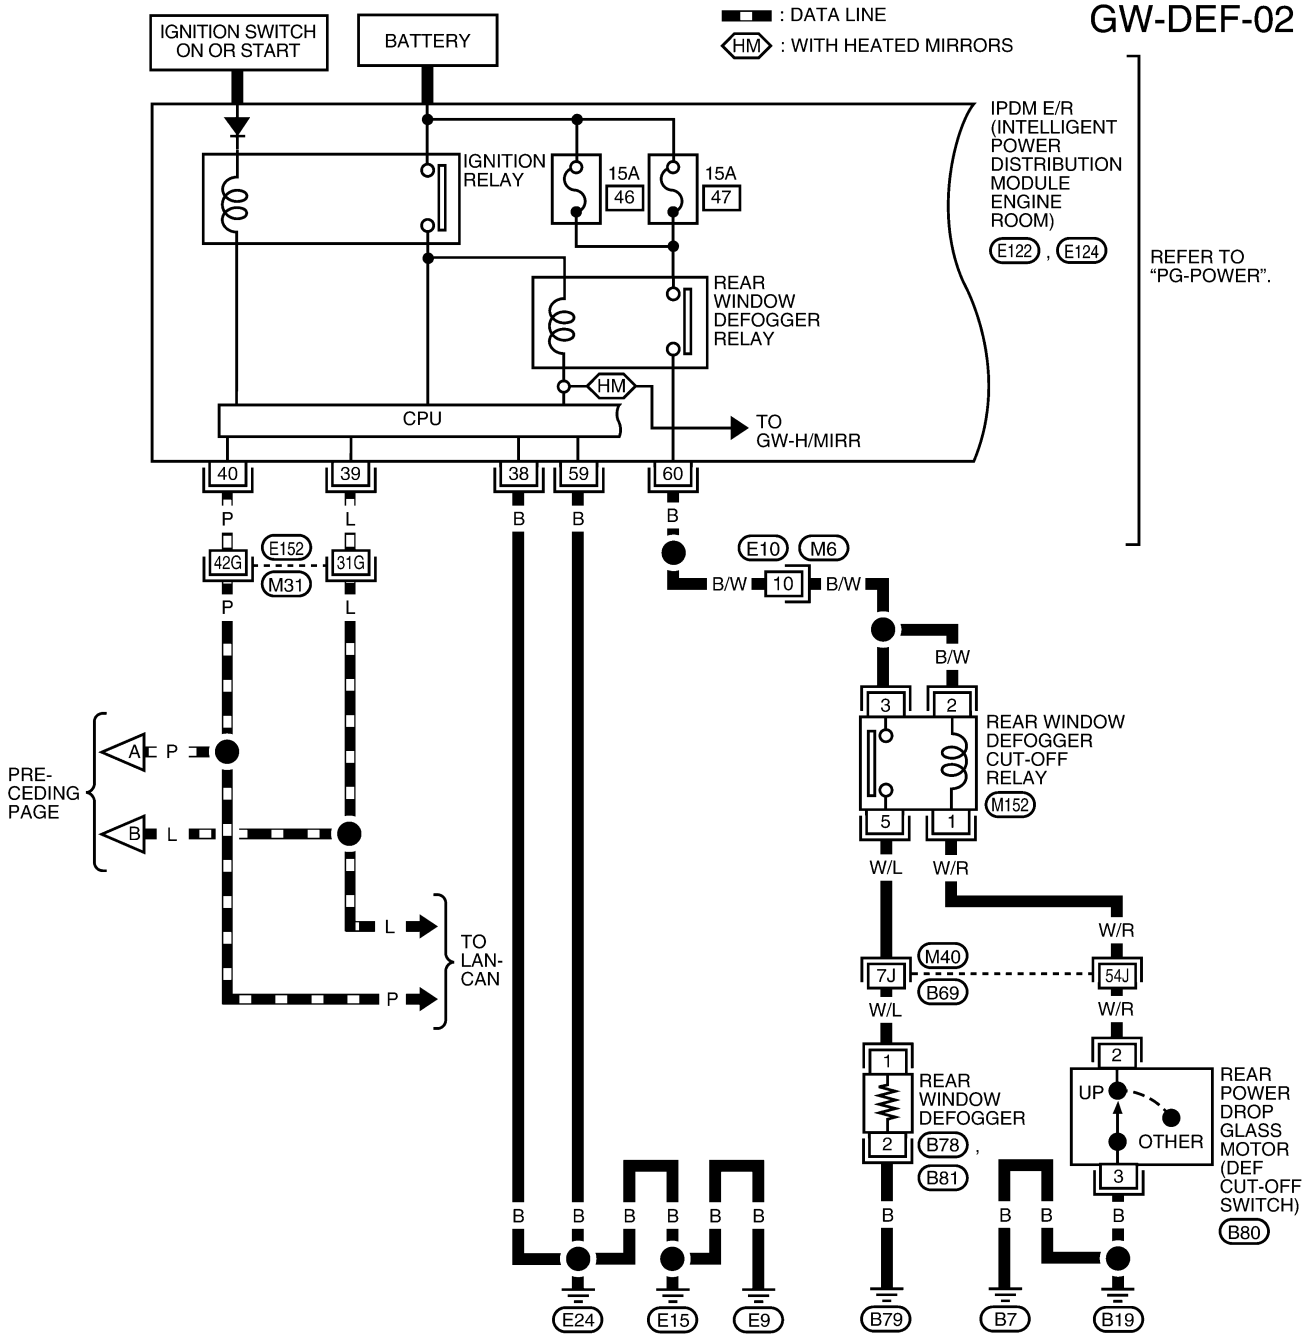 GW-DEF-02
: DATA LINE
HM : WITH HEATED MIRRORS
IGNITION SWITCH
ON OR START
BATTERY
IPDM E/R
(INTELLIGENT
POWER
DISTRIBUTION
MODULE
ENGINE
ROOM)
E122 , E124
REFER TO
“PG-POWER”.
IGNITION
RELAY
15A
46
15A
47
REAR
WINDOW
DEFOGGER
RELAY
HM
CPU
TO
GW-H/MIRR
40 39 38 59 60
P L B B B
42G E152 31G
M31
P L
E10 M6
B/W 10 B/W
B/W
3 2
REAR WINDOW
DEFOGGER
CUT-OFF
RELAY
M152
5 1
W/L W/R
PRE-
CEDING
PAGE
A P
B L
L
P
TO
LAN-
CAN
W/R
7J M40 54J
B69
W/L W/R
1
REAR
WINDOW
DEFOGGER
B78 ,
B81
2
2
UP
OTHER
3
REAR
POWER
DROP
GLASS
MOTOR
(DEF
CUT-OFF
SWITCH)
B80
B B B B B B B B B B
E24 E15 E9 B79 B7 B19